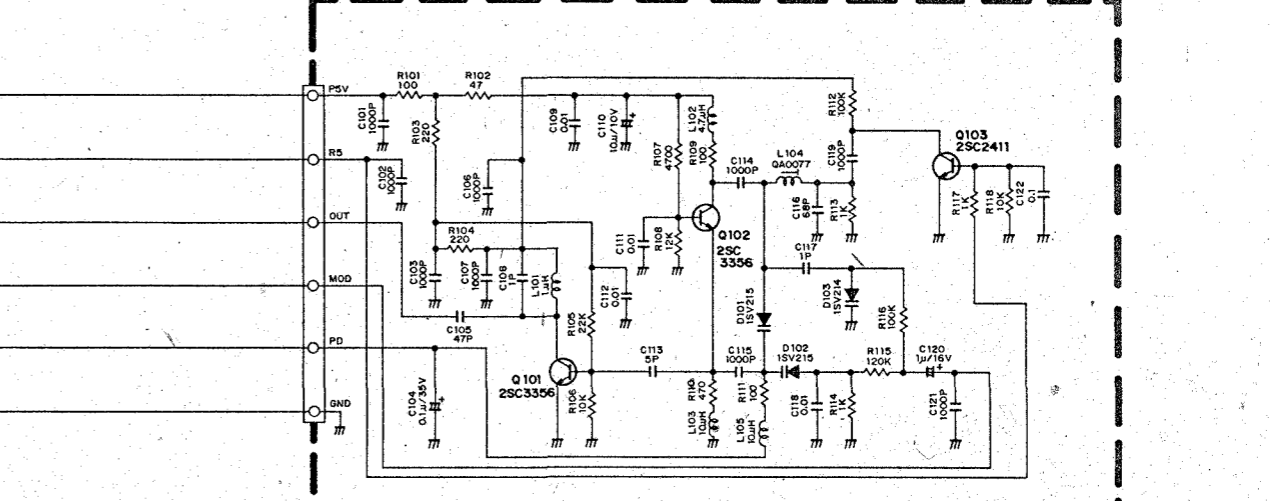 P5V
R101
100
R102
47
C101
1000P
R103
220
C109
0.01
C110
10μ/10V
+
R107
4700
L102
4.7μH
R109
100
R112
100K
R5
C102
1000P
C106
1000P
C114
1000P
L104
QA0077
C119
1000P
Q103
2SC2411
R117
1K
R118
10K
C122
0.1
OUT
R104
220
C103
1000P
C107
1000P
C108
1P
L101
1μH
C111
0.01
R108
12K
Q102
2SC
3356
C116
68P
R113
1K
C117
1P
MOD
C112
0.01
D101
1SV215
D103
1SV214
R116
100K
C105
47P
R105
22K
PD
C104
0.1μ/35V
+
Q101
2SC3356
R106
10K
C113
5P
C115
1000P
D102
1SV215
R115
120K
C120
1μ/16V
+
R110
470
L103
10μH
R111
100
L105
10μH
C118
0.01
R114
1K
C121
1000P
GND